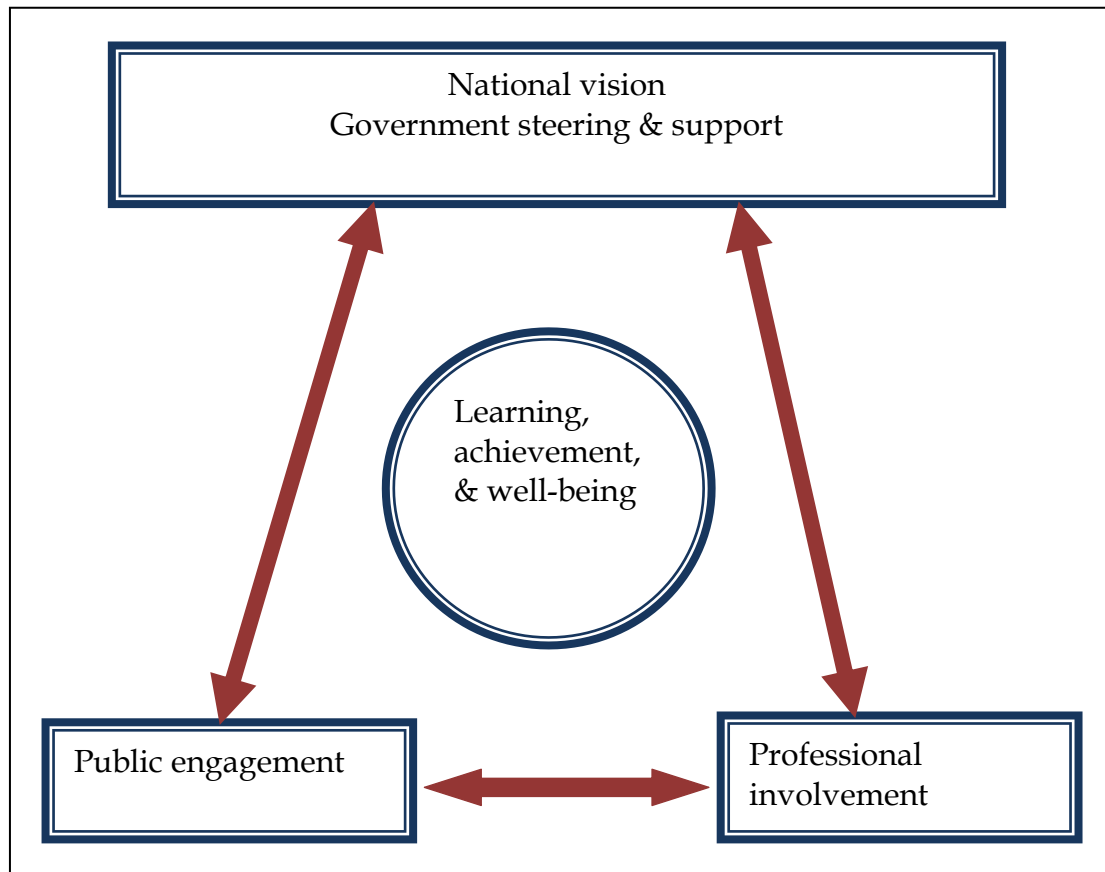 National vision
Government steering & support
Learning,
achievement,
& well-being
Public engagement
Professional
involvement